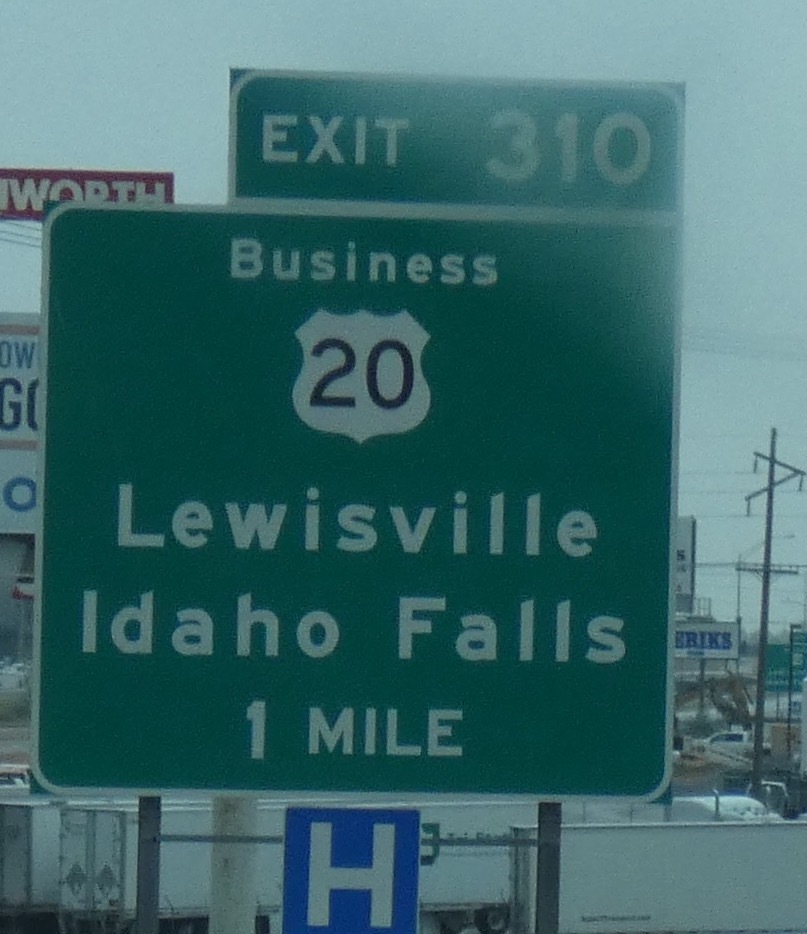 EXIT 310
Business
20
Lewisville
Idaho Falls
1 MILE
H